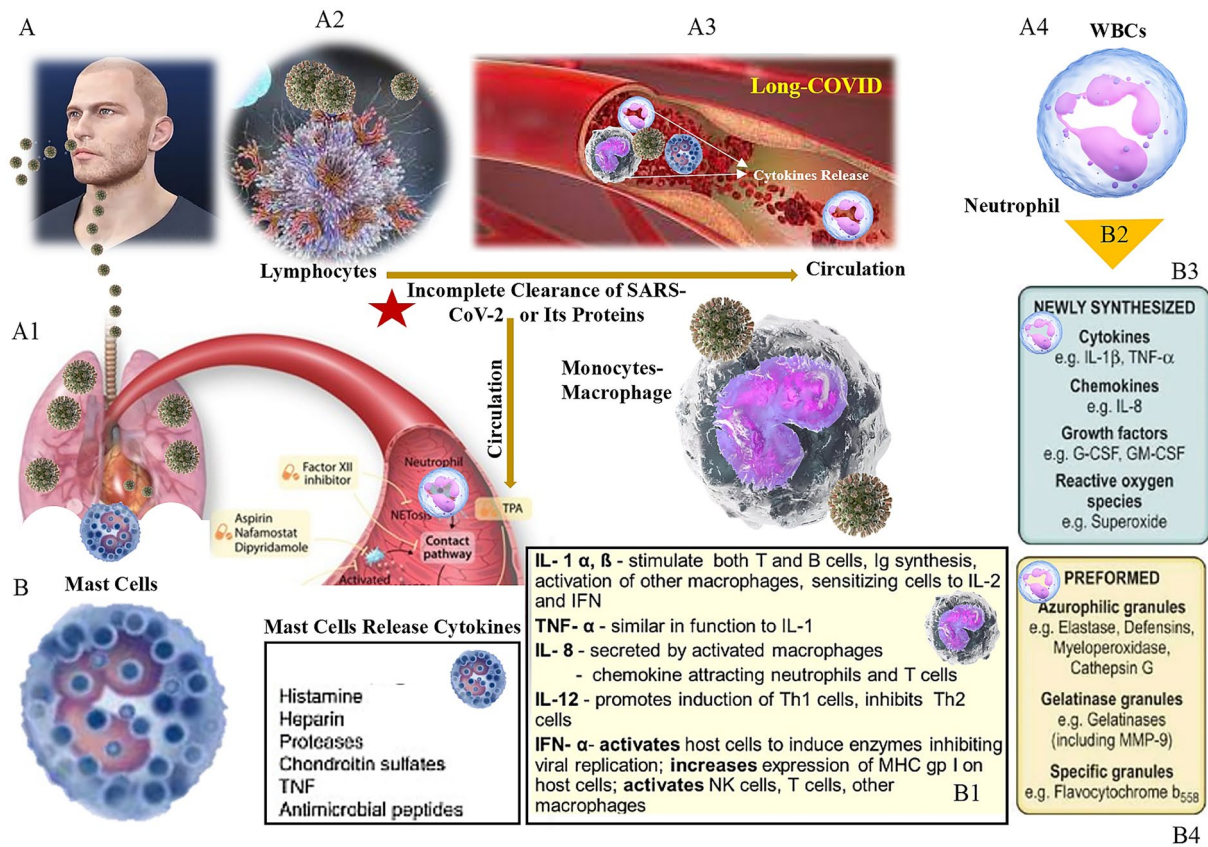 A
A2
A3
A4
WBCs
Long-COVID
Cytokines Release
Neutrophil
B2
Lymphocytes
Circulation
Incomplete Clearance of SARS-
CoV-2 or Its Proteins
B3
A1
Circulation
Monocytes-
Macrophage
NEWLY SYNTHESIZED
Cytokines
e.g. IL-1β, TNF-α
Chemokines
e.g. IL-8
Growth factors
e.g. G-CSF, GM-CSF
Reactive oxygen
species
e.g. Superoxide
Factor XII
inhibitor
Neutrophil
NETosis
TPA
Aspirin
Nafamostat
Dipyridamole
Contact
pathway
Activated
B
Mast Cells
Mast Cells Release Cytokines
Histamine
Heparin
Proteases
Chondroitin sulfates
TNF
Antimicrobial peptides
IL- 1 α, ß - stimulate both T and B cells, Ig synthesis,
activation of other macrophages, sensitizing cells to IL-2
and IFN
TNF- α - similar in function to IL-1
IL- 8 - secreted by activated macrophages
- chemokine attracting neutrophils and T cells
IL-12 - promotes induction of Th1 cells, inhibits Th2
cells
IFN- α- activates host cells to induce enzymes inhibiting
viral replication; increases expression of MHC gp I on
host cells; activates NK cells, T cells, other
macrophages
B1
PREFORMED
Azurophilic granules
e.g. Elastase, Defensins,
Myeloperoxidase,
Cathepsin G
Gelatinase granules
e.g. Gelatinases
(including MMP-9)
Specific granules
e.g. Flavocytochrome b558
B4